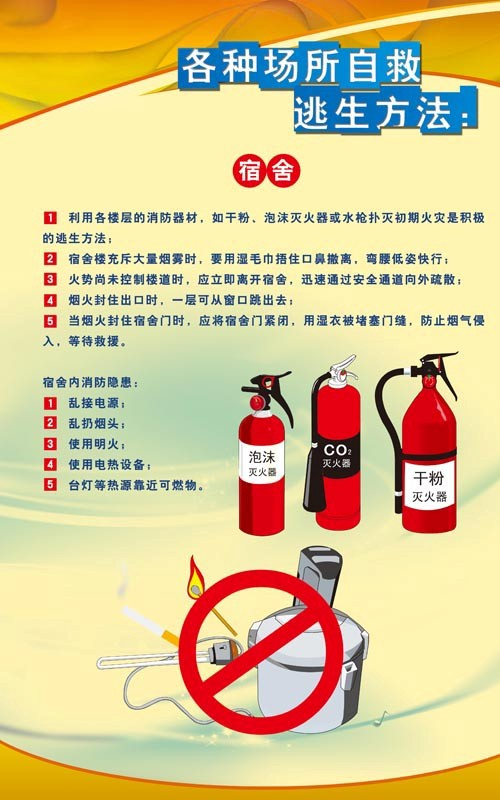 各种场所自救
逃生方法：
宿舍
1 利用各楼层的消防器材，如干粉、泡沫灭火器或水枪扑灭初期火灾是积极
的逃生方法；
2 宿舍楼充斥大量烟雾时，要用湿毛巾捂住口鼻撤离，弯腰低姿快行；
3 火势尚未控制楼道时，应立即离开宿舍，迅速通过安全通道向外疏散；
4 烟火封住出口时，一层可从窗口跳出去；
5 当烟火封住宿舍门时，应将宿舍门紧闭，用湿衣被堵塞门缝，防止烟气侵
入，等待救援。
宿舍内消防隐患：
1 乱接电源；
2 乱扔烟头；
3 使用明火；
4 使用电热设备；
5 台灯等热源靠近可燃物。
泡沫
灭火器
CO₂
灭火器
干粉
灭火器